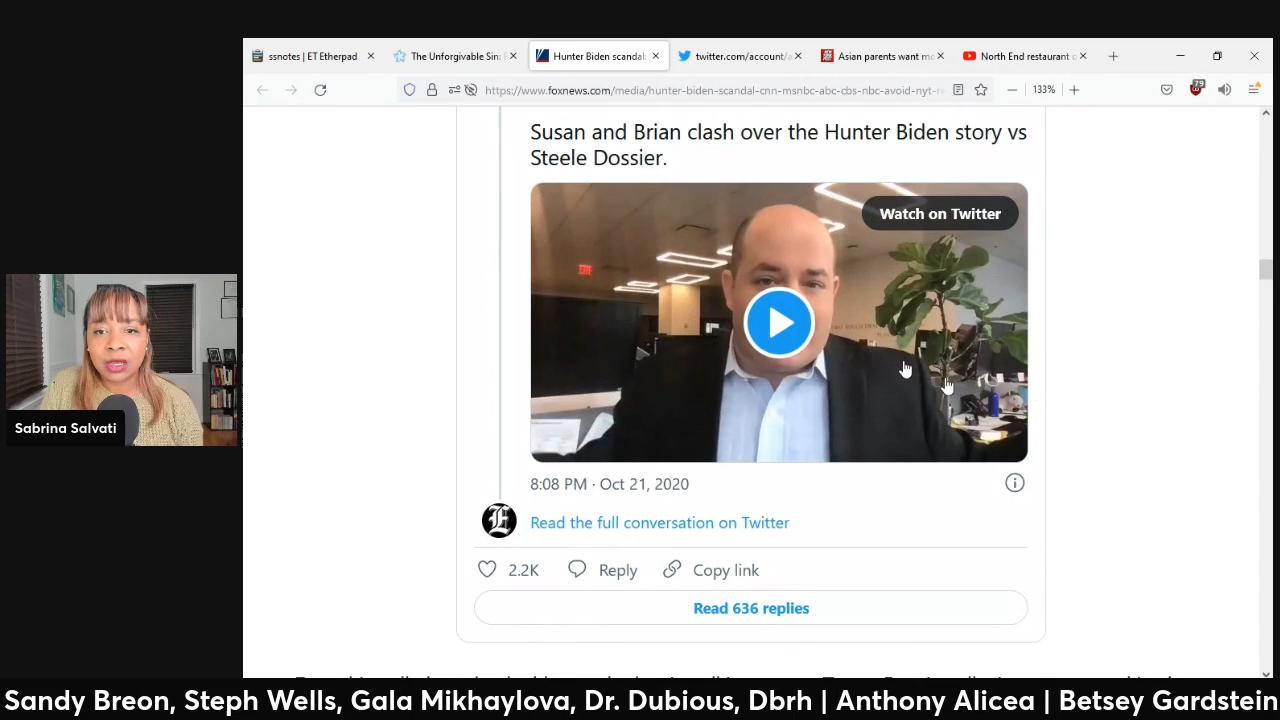 ssnotes | ET Etherpad
The Unforgivable Sin:
Hunter Biden scandal:
twitter.com/account/a
Asian parents want mo
North End restaurant o
https://www.foxnews.com/media/hunter-biden-scandal-cnn-msnbc-abc-cbs-nbc-avoid-nyt-re
133%
79
Susan and Brian clash over the Hunter Biden story vs
Steele Dossier.
Watch on Twitter
EXIT
8:08 PM · Oct 21, 2020
Read the full conversation on Twitter
2.2K
Reply
Copy link
Read 636 replies
Sabrina Salvati
Sandy Breon, Steph Wells, Gala Mikhaylova, Dr. Dubious, Dbrh | Anthony Alicea | Betsey Gardstein